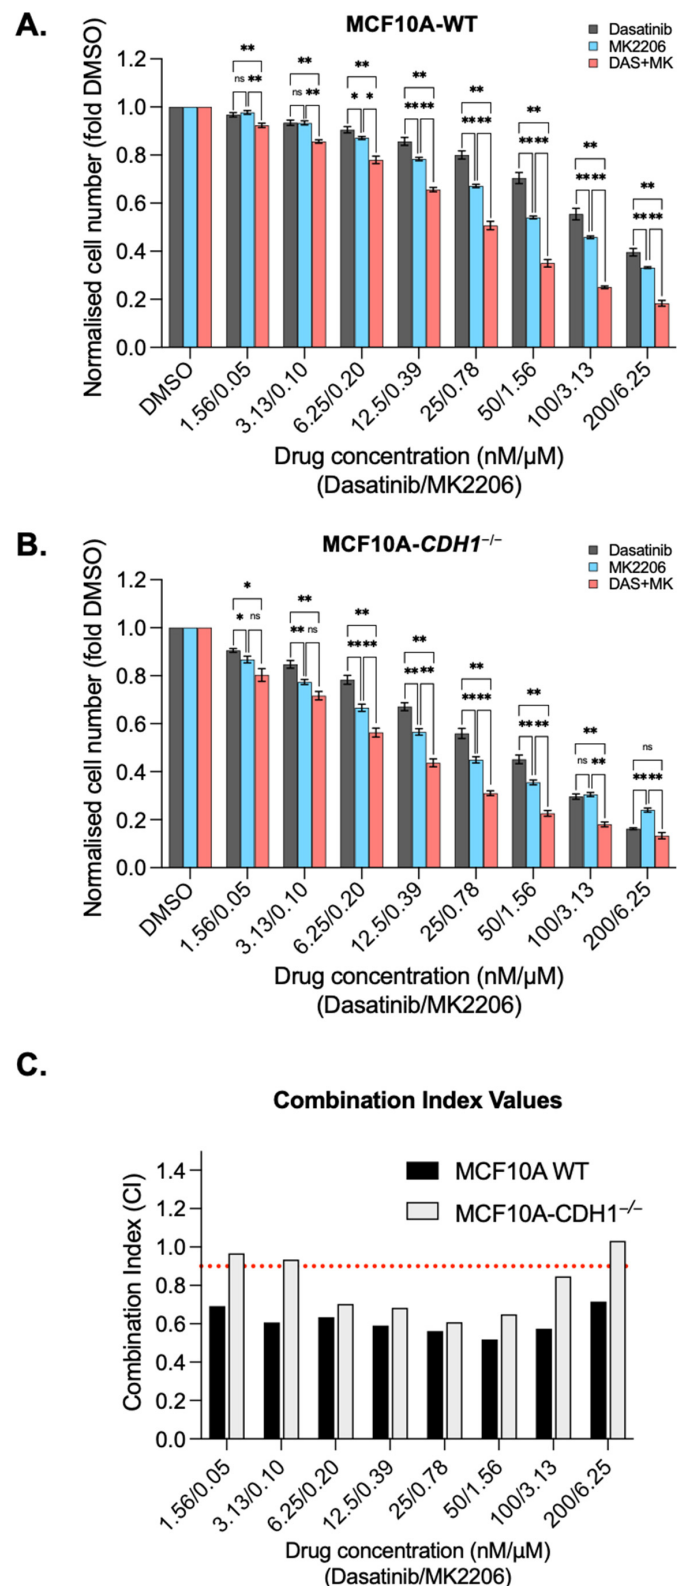 A.
MCF10A-WT
Dasatinib
MK2206
DAS+MK
Normalised cell number (fold DMSO)
1.2
1.0
0.8
0.6
0.4
0.2
0.0
** ** ** ** ** ** ** **
ns ** ns ** * * ** ** ** ** ** ** ** ** ** **
DMSO 1.56/0.05 3.13/0.10 6.25/0.20 12.5/0.39 25/0.78 50/1.56 100/3.13 200/6.25
Drug concentration (nM/µM)
(Dasatinib/MK2206)
B.
MCF10A-CDH1⁻/⁻
Dasatinib
MK2206
DAS+MK
Normalised cell number (fold DMSO)
1.2
1.0
0.8
0.6
0.4
0.2
0.0
* ** ** ** ** ** ** ns
* ns ** ns ** ** ** ** ** ** ** ** ns ** ** **
DMSO 1.56/0.05 3.13/0.10 6.25/0.20 12.5/0.39 25/0.78 50/1.56 100/3.13 200/6.25
Drug concentration (nM/µM)
(Dasatinib/MK2206)
C.
Combination Index Values
MCF10A WT
MCF10A-CDH1⁻/⁻
Combination Index (CI)
1.4
1.2
1.0
0.8
0.6
0.4
0.2
0.0
1.56/0.05 3.13/0.10 6.25/0.20 12.5/0.39 25/0.78 50/1.56 100/3.13 200/6.25
Drug concentration (nM/µM)
(Dasatinib/MK2206)